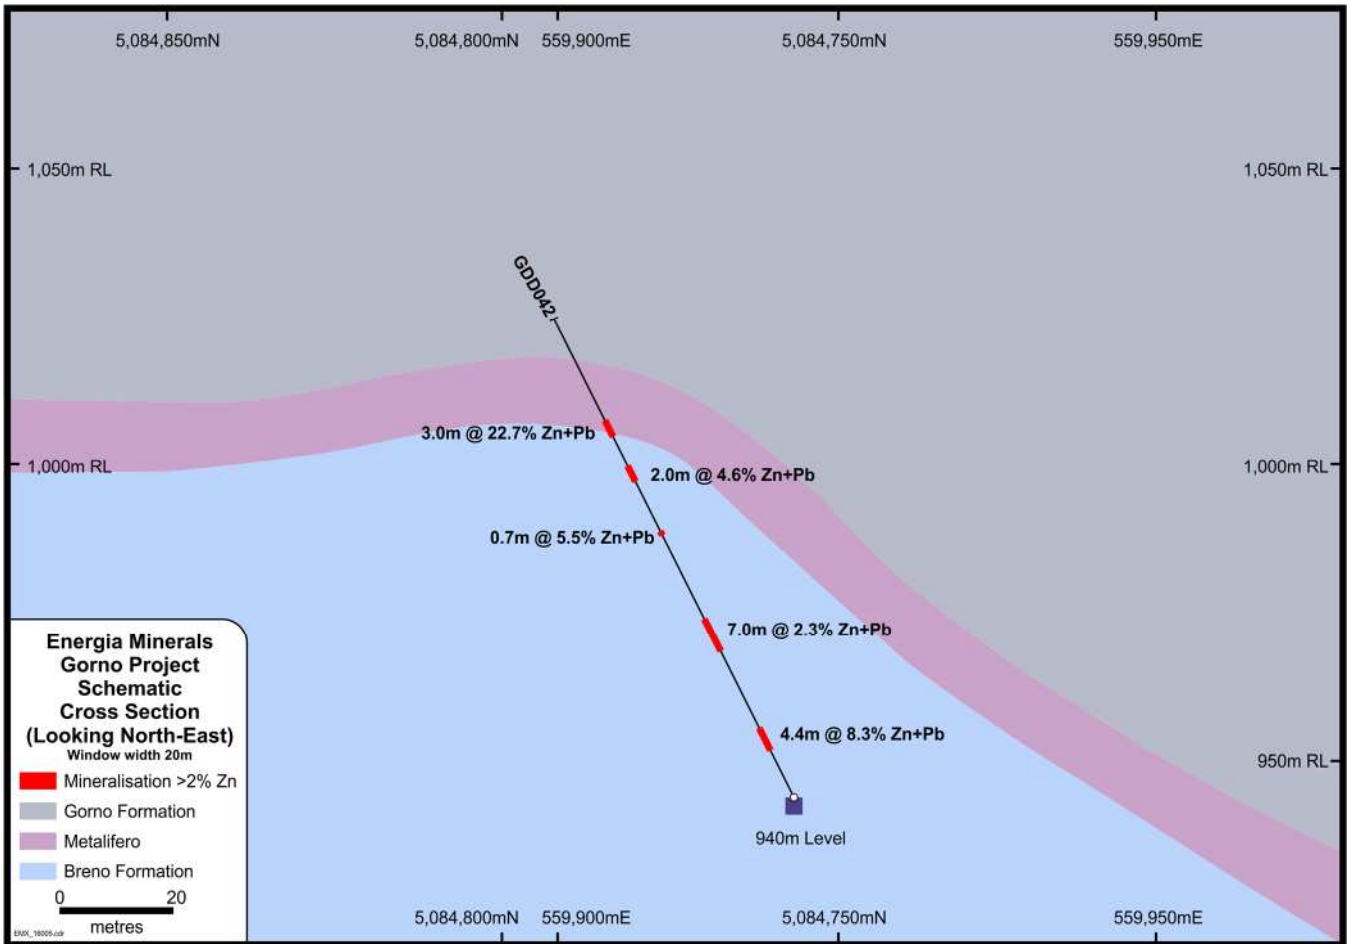 5,084,850mN
5,084,800mN
559,900mE
5,084,750mN
559,950mE
1,050m RL
1,050m RL
GDD042
3.0m @ 22.7% Zn+Pb
1,000m RL
2.0m @ 4.6% Zn+Pb
1,000m RL
0.7m @ 5.5% Zn+Pb
7.0m @ 2.3% Zn+Pb
4.4m @ 8.3% Zn+Pb
950m RL
940m Level
Energia Minerals
Gorno Project
Schematic
Cross Section
(Looking North-East)
Window width 20m
Mineralisation >2% Zn
Gorno Formation
Metalifero
Breno Formation
0 20
metres
5,084,800mN
559,900mE
5,084,750mN
559,950mE